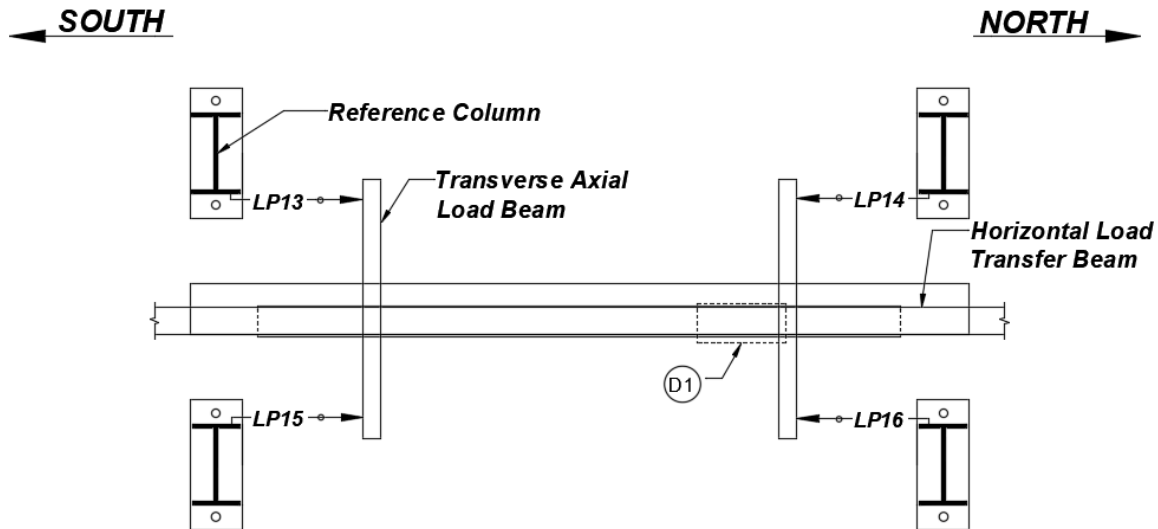 SOUTH
NORTH
Reference Column
LP13
Transverse Axial
Load Beam
LP14
Horizontal Load
Transfer Beam
D1
LP15
LP16